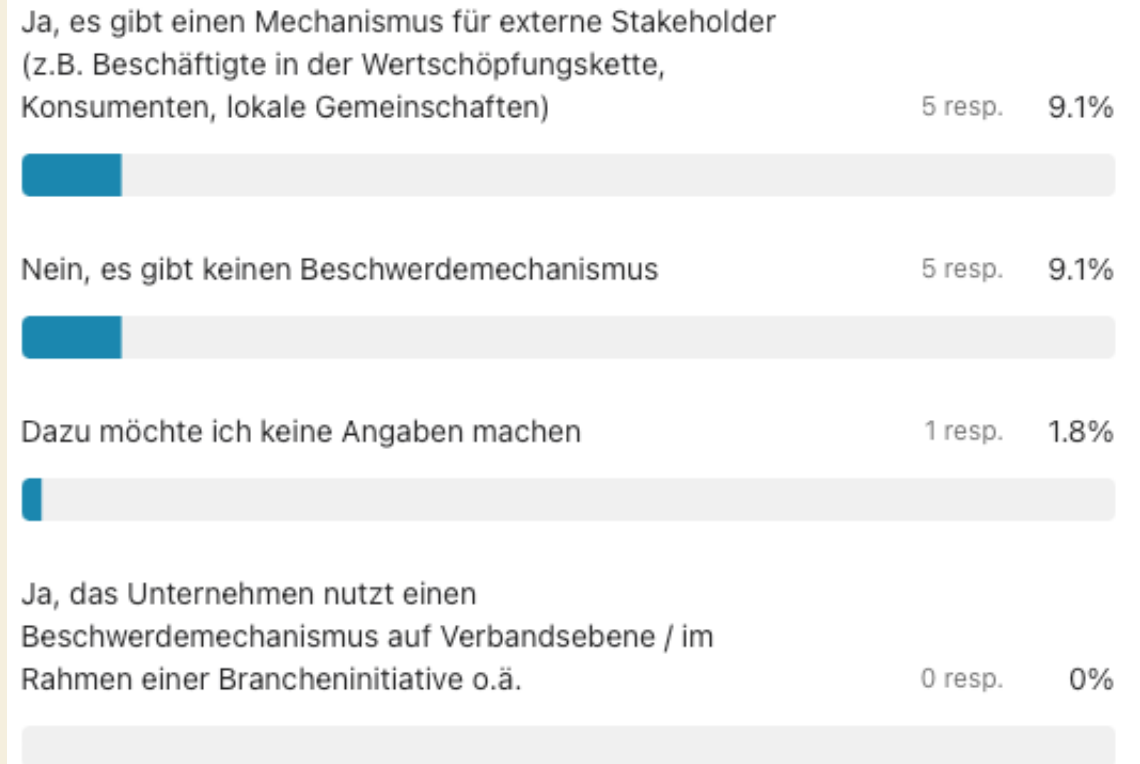 Ja, es gibt einen Mechanismus für externe Stakeholder
(z.B. Beschäftigte in der Wertschöpfungskette,
Konsumenten, lokale Gemeinschaften) 5 resp. 9.1%
Nein, es gibt keinen Beschwerdemechanismus 5 resp. 9.1%
Dazu möchte ich keine Angaben machen 1 resp. 1.8%
Ja, das Unternehmen nutzt einen
Beschwerdemechanismus auf Verbandsebene / im
Rahmen einer Brancheninitiative o.ä. 0 resp. 0%